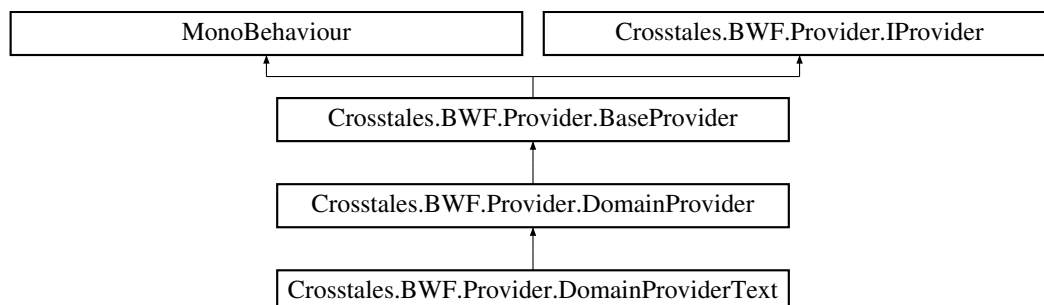 MonoBehaviour
Crosstales.BWF.Provider.IProvider
Crosstales.BWF.Provider.BaseProvider
Crosstales.BWF.Provider.DomainProvider
Crosstales.BWF.Provider.DomainProviderText